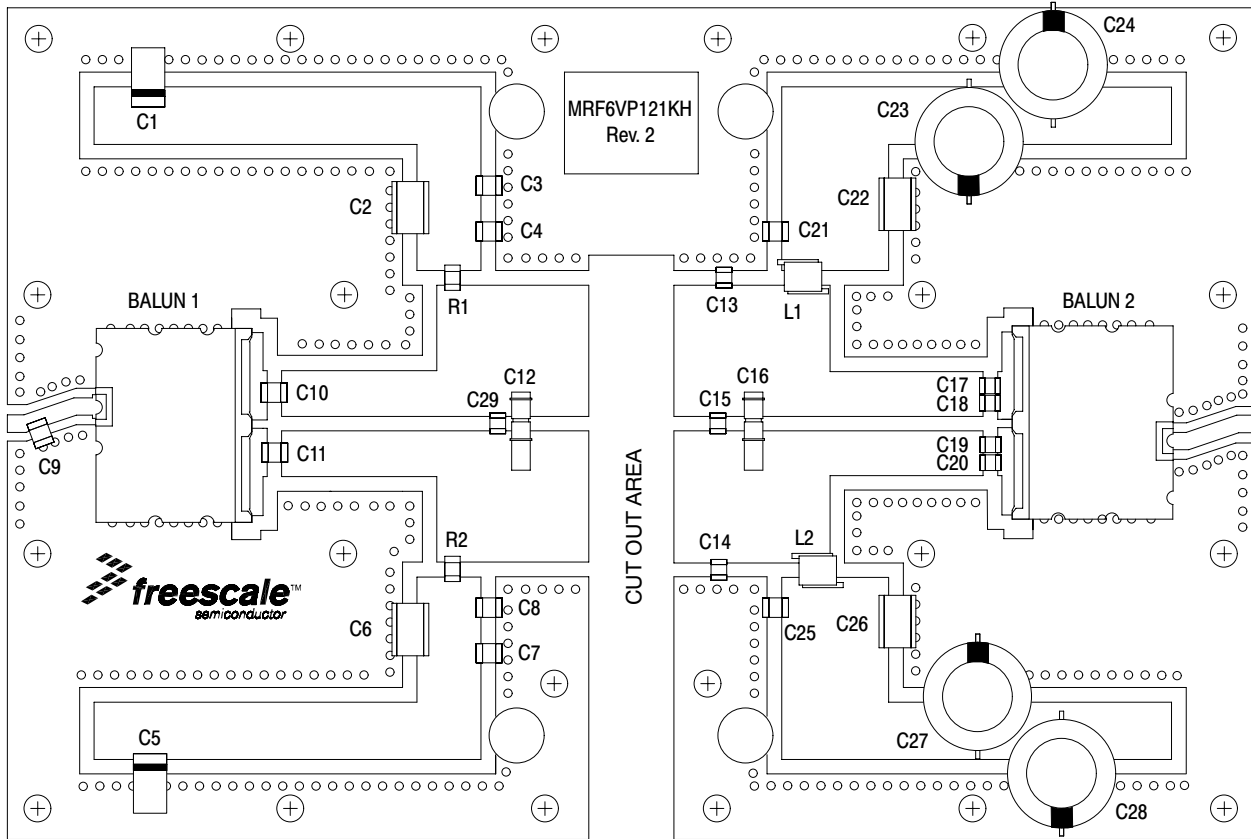 C24
MRF6VP121KH
Rev. 2
C23
C1
C3
C2
C22
C4
C21
R1
C13
L1
BALUN 1
BALUN 2
C12
C16
C10
C29
C15
C17
C18
C9
C11
C19
C20
CUT OUT AREA
R2
C14
L2
freescale™
semiconductor
C8
C6
C25
C26
C7
C5
C27
C28